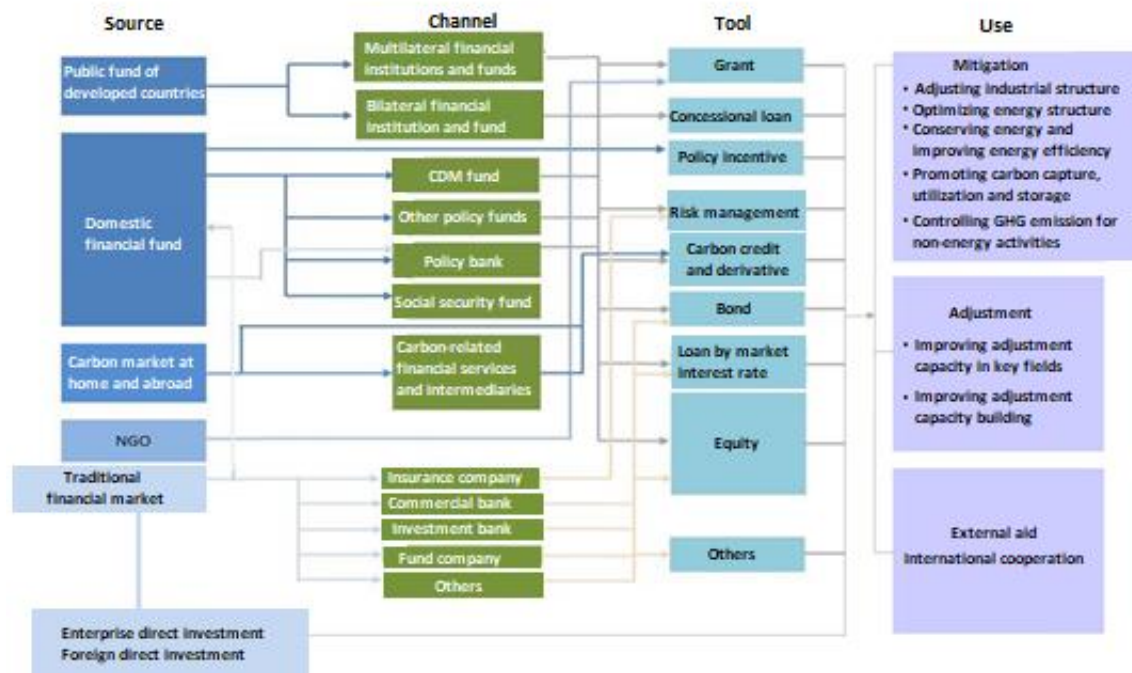 Source
Channel
Tool
Use
Public fund of
developed countries
Domestic
financial fund
Carbon market at
home and abroad
NGO
Traditional
financial market
Enterprise direct investment
Foreign direct investment
Multilateral financial
institutions and funds
Bilateral financial
institution and fund
CDM fund
Other policy funds
Policy bank
Social security fund
Carbon-related
financial services
and intermediaries
Insurance company
Commercial bank
Investment bank
Fund company
Others
Grant
Concessional loan
Policy incentive
Risk management
Carbon credit
and derivative
Bond
Loan by market
interest rate
Equity
Others
Mitigation
• Adjusting industrial structure
• Optimizing energy structure
• Conserving energy and
improving energy efficiency
• Promoting carbon capture,
utilization and storage
• Controlling GHG emission for
non-energy activities
Adjustment
• Improving adjustment
capacity in key fields
• Improving adjustment
capacity building
External aid
International cooperation